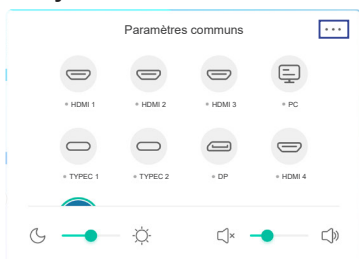 Paramètres communs
HDMI 1
HDMI 2
HDMI 3
PC
TYPEC 1
TYPEC 2
DP
HDMI 4